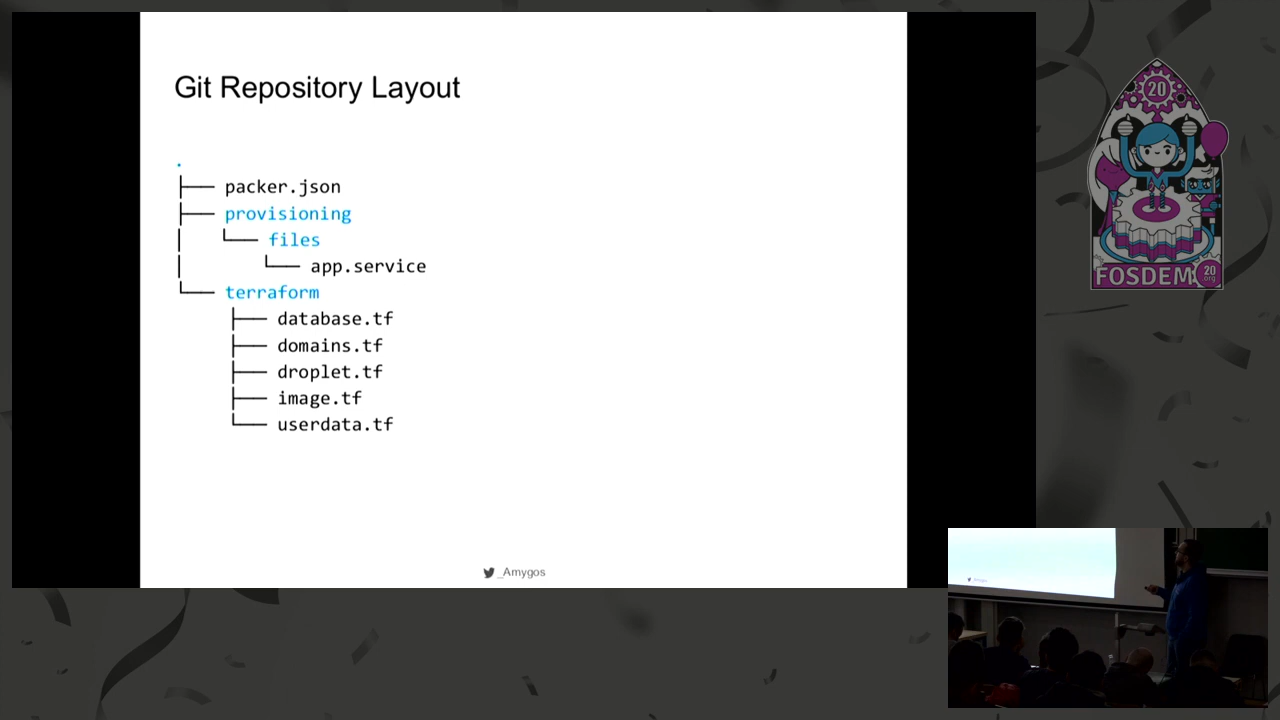 Git Repository Layout
.
├── packer.json
├── provisioning
│   └── files
│       └── app.service
└── terraform
    ├── database.tf
    ├── domains.tf
    ├── droplet.tf
    ├── image.tf
    └── userdata.tf
_Amygos
20
FOSDEM
20
org